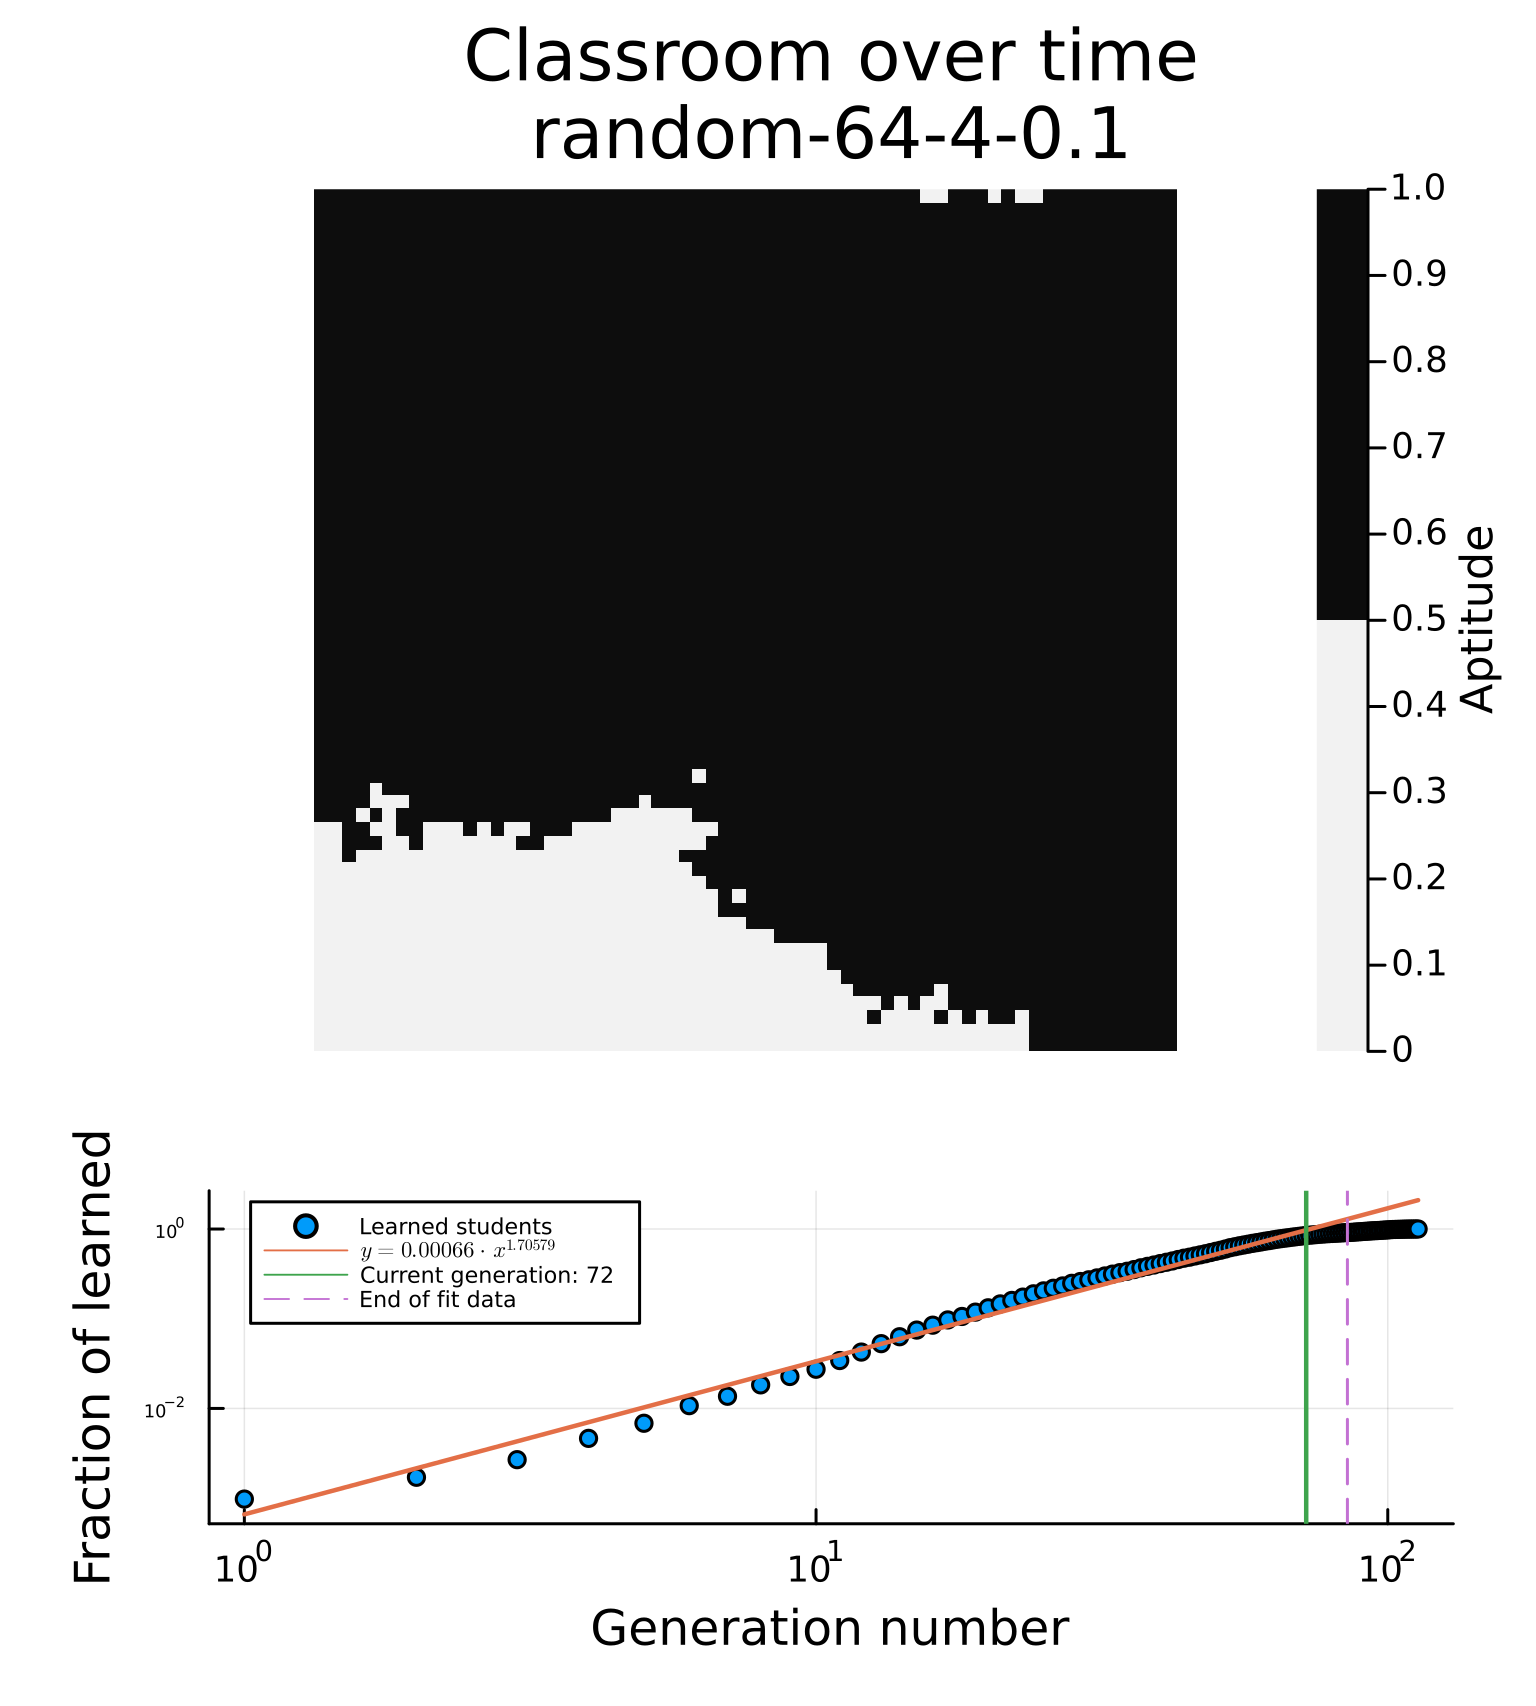 Classroom over time
random-64-4-0.1
1.0
0.9
0.8
0.7
0.6
0.5
0.4
0.3
0.2
0.1
0
Aptitude
Fraction of learned
10⁰
10⁻²
Learned students
y = 0.00066 · x^1.70579
Current generation: 72
End of fit data
10⁰
10¹
10²
Generation number